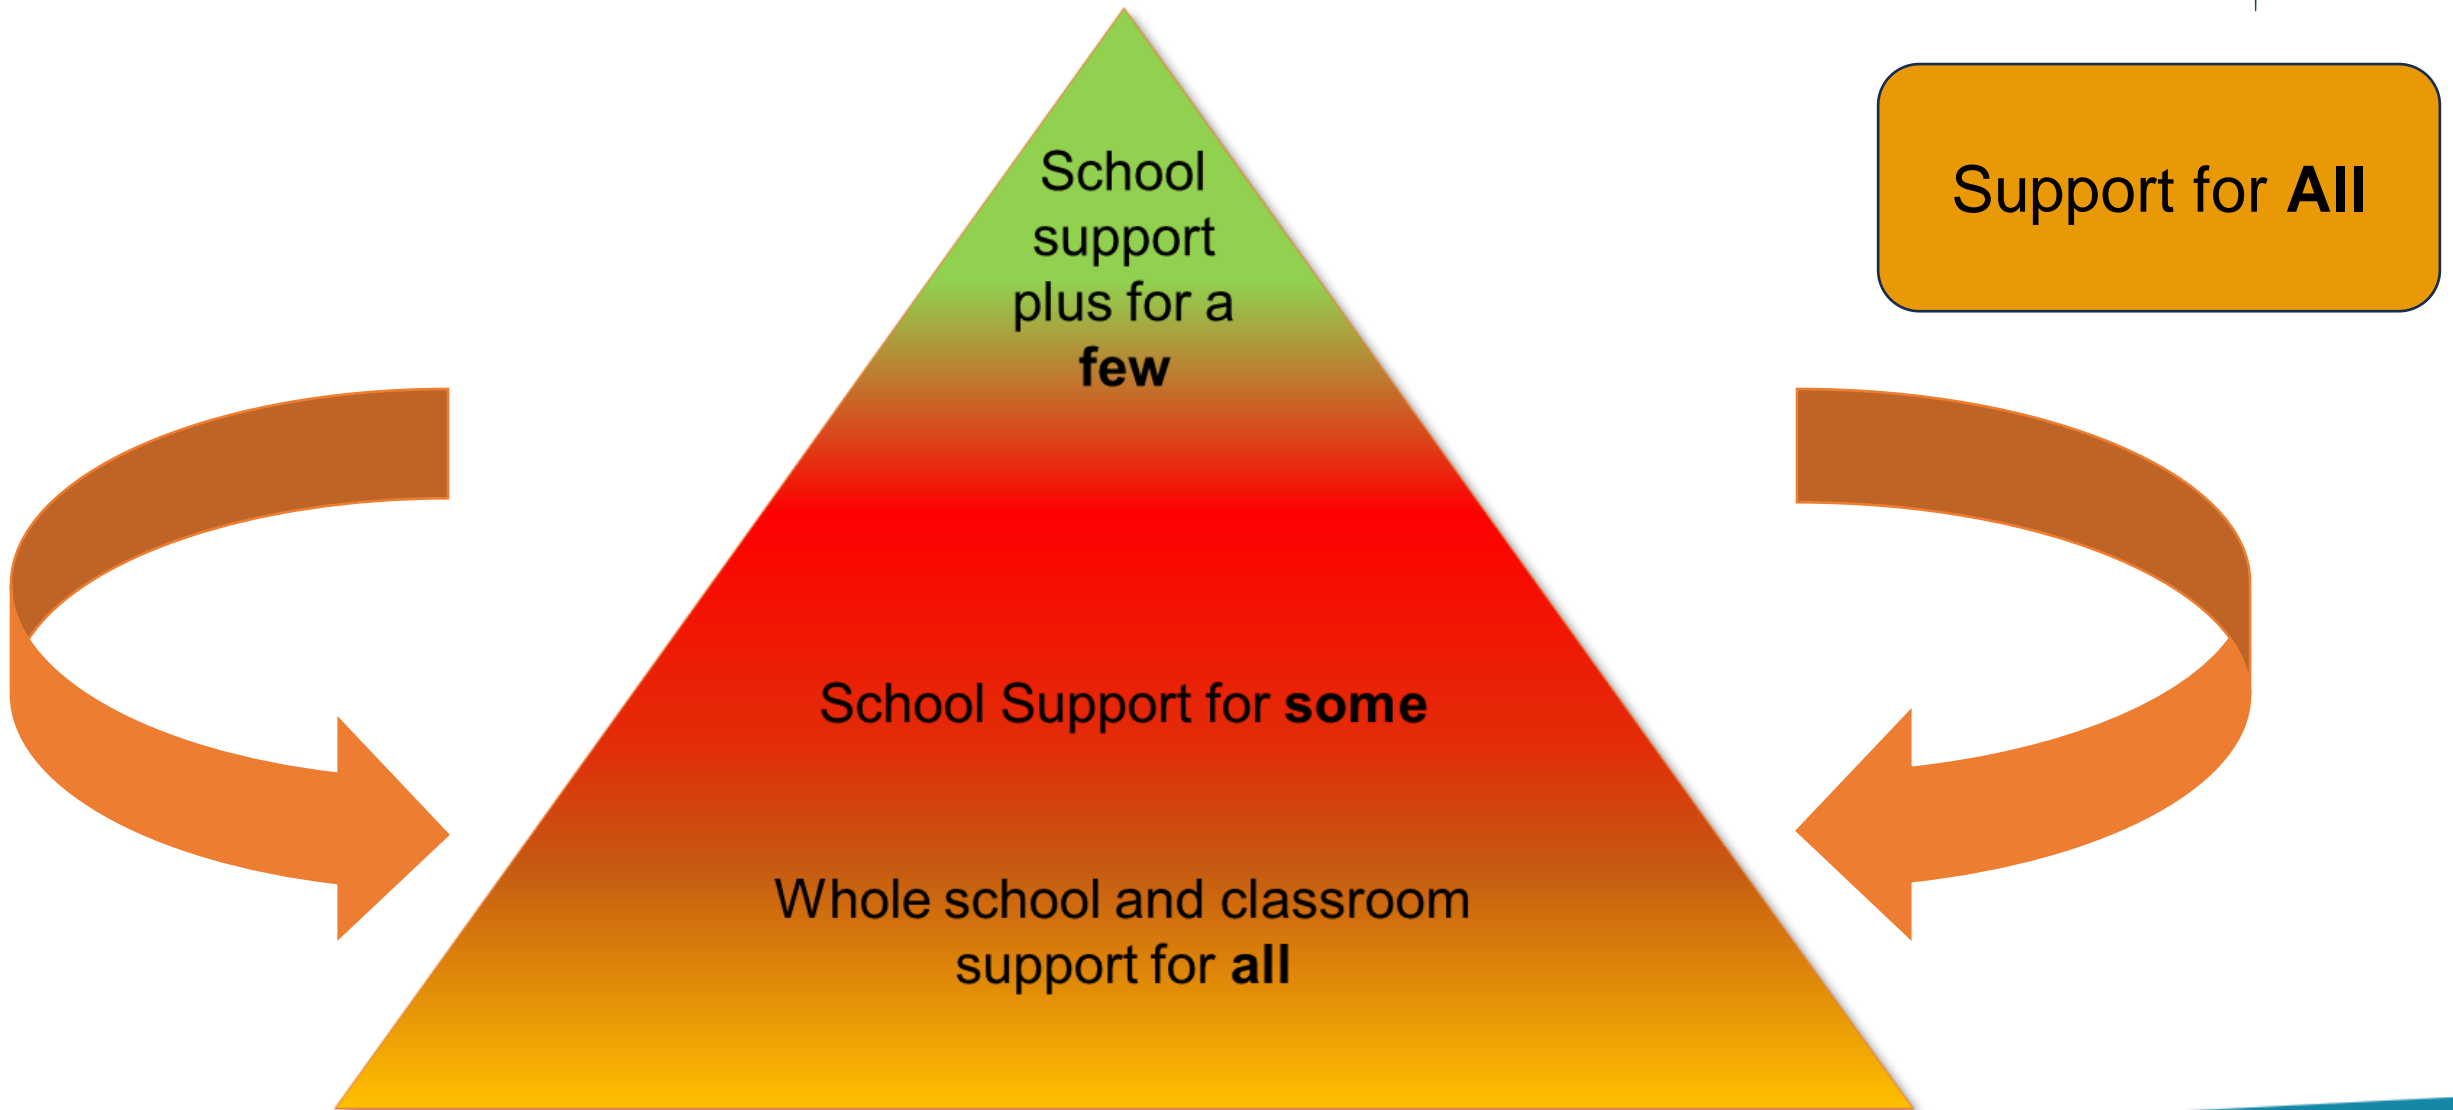 School
support
plus for a
few
Support for All
School Support for some
Whole school and classroom
support for all